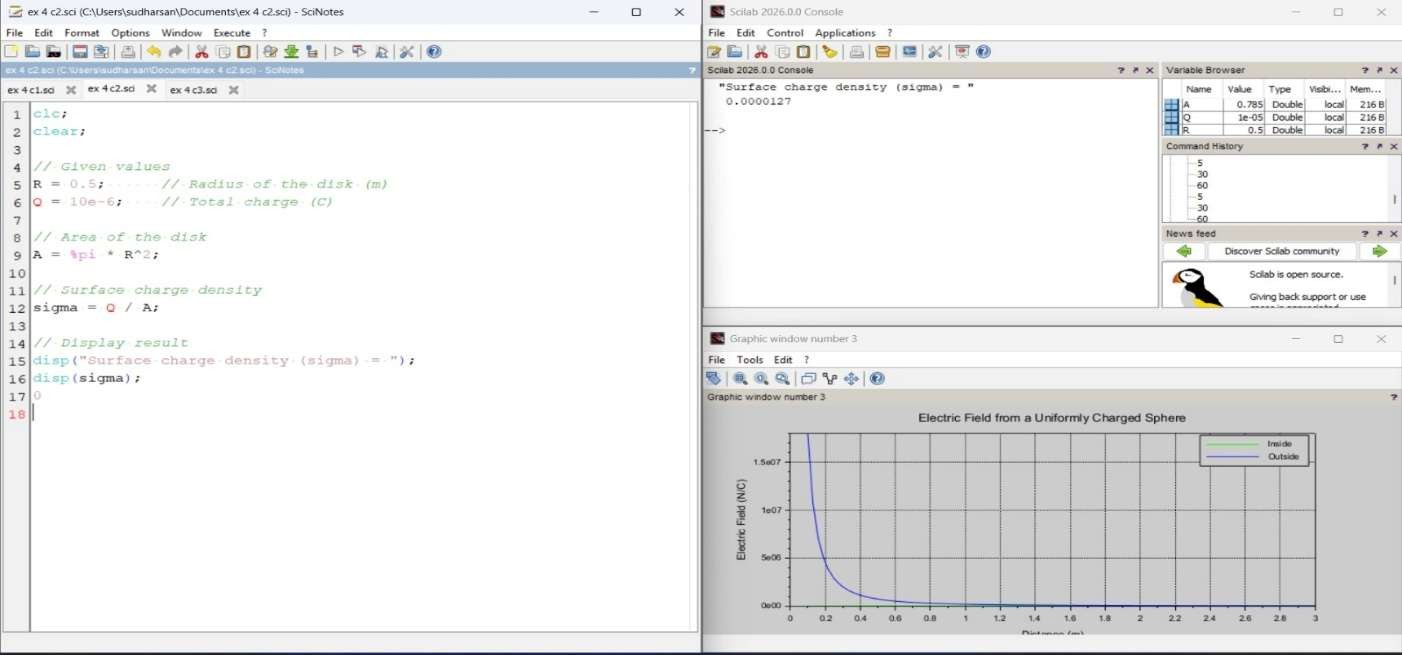 ex 4 c2.sci (C:\Users\sudharsan\Documents\ex 4 c2.sci) - SciNotes
File Edit Format Options Window Execute ?
ex 4 c2.sci (C:\Users\sudharsan\Documents\ex 4 c2.sci) - SciNotes ?
ex 4 c1.sci ex 4 c2.sci ex 4 c3.sci
1 clc;
2 clear;
3
4 // Given values
5 R = 0.5; // Radius of the disk (m)
6 Q = 10e-6; // Total charge (C)
7
8 // Area of the disk
9 A = %pi * R^2;
10
11 // Surface charge density
12 sigma = Q / A;
13
14 // Display result
15 disp("Surface charge density (sigma) = ");
16 disp(sigma);
17 0
18
Scilab 2026.0.0 Console
File Edit Control Applications ?
Scilab 2026.0.0 Console
"Surface charge density (sigma) = "
0.0000127
-->
Variable Browser
Name Value Type Visibi... Mem...
A 0.785 Double local 216 B
Q 1e-05 Double local 216 B
R 0.5 Double local 216 B
Command History
5
30
60
5
30
60
News feed
Discover Scilab community
Scilab is open source.
Giving back support or use
Graphic window number 3
File Tools Edit ?
Graphic window number 3 ?
Electric Field from a Uniformly Charged Sphere
Inside
Outside
Electric Field (N/C)
1.5e07
1e07
5e06
0e00
0 0.2 0.4 0.6 0.8 1 1.2 1.4 1.6 1.8 2 2.2 2.4 2.6 2.8 3
Distance (m)